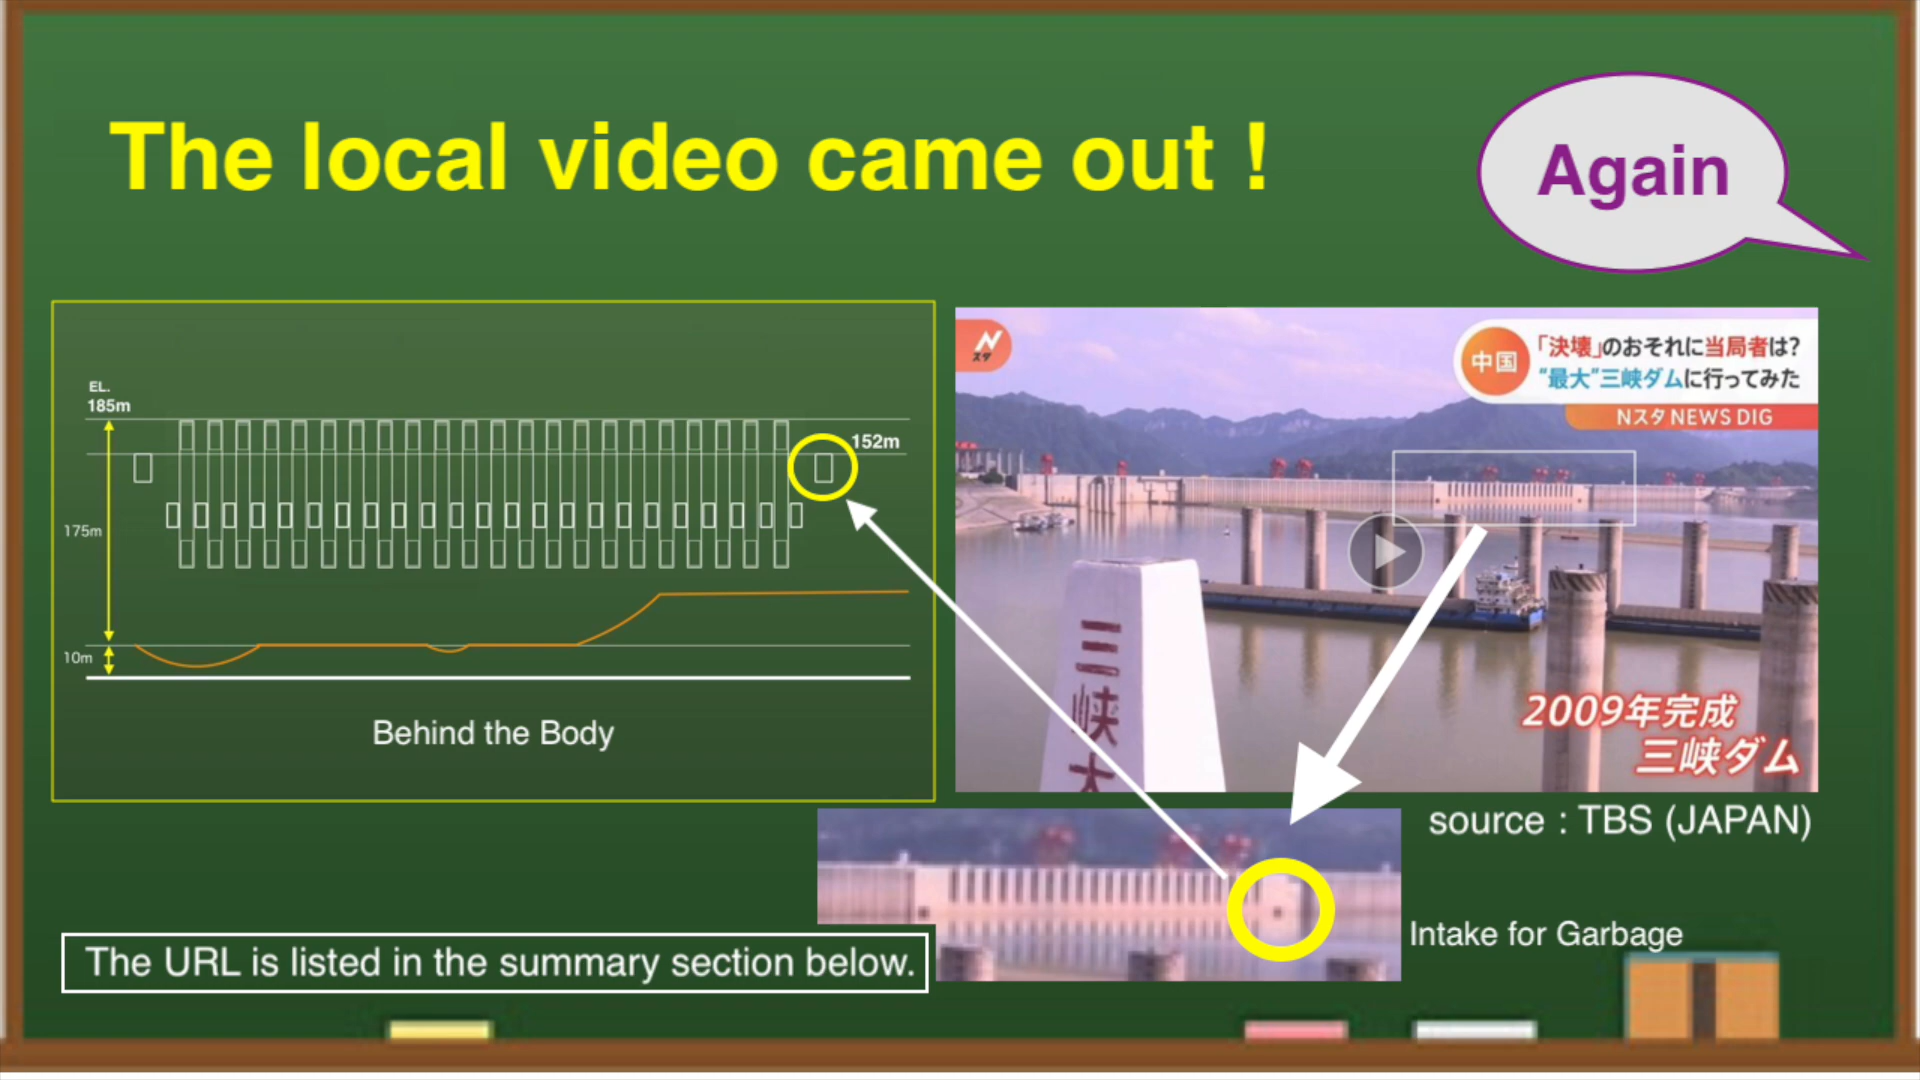 The local video came out !
Again
EL.
185m
152m
175m
10m
Behind the Body
N
スタ
中国
「決壊」のおそれに当局者は?
“最大”三峡ダムに行ってみた
Nスタ NEWS DIG
三
峡
大
2009年完成
三峡ダム
source : TBS (JAPAN)
Intake for Garbage
The URL is listed in the summary section below.